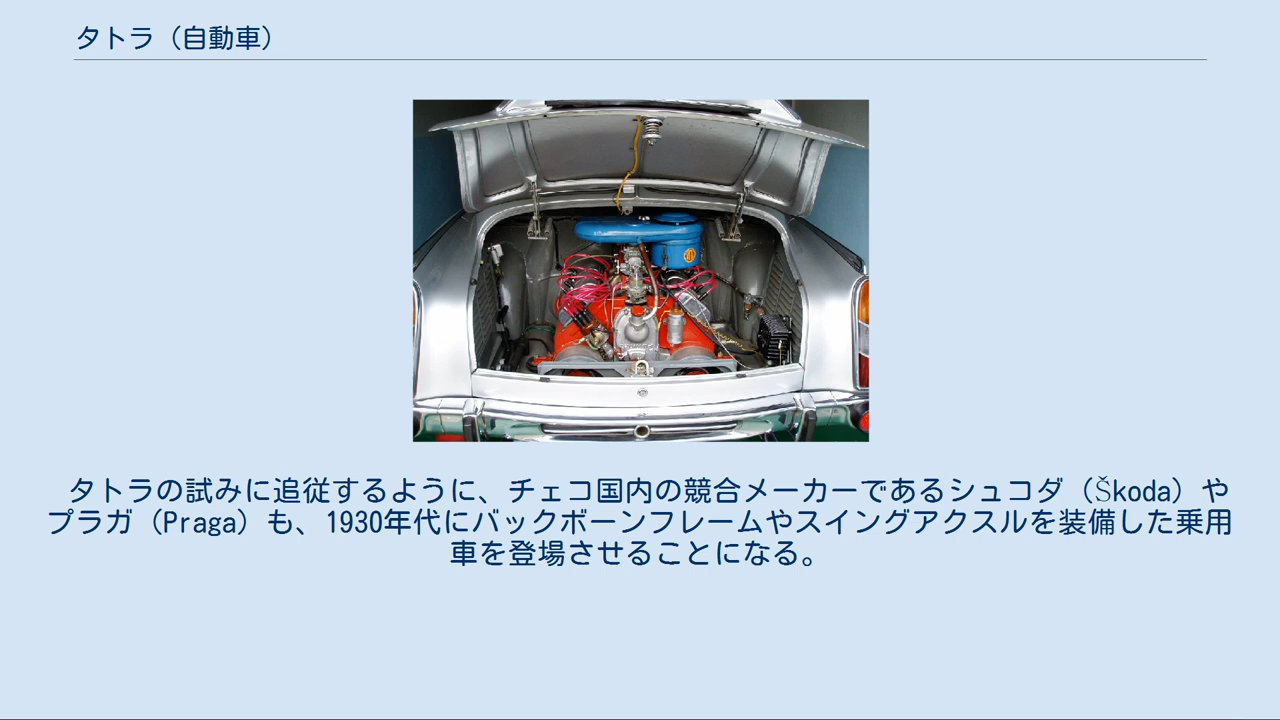 タトラ（自動車）
タトラの試みに追従するように、チェコ国内の競合メーカーであるシュコダ（Škoda）や
プラガ（Praga）も、1930年代にバックボーンフレームやスイングアクスルを装備した乗用
車を登場させることになる。